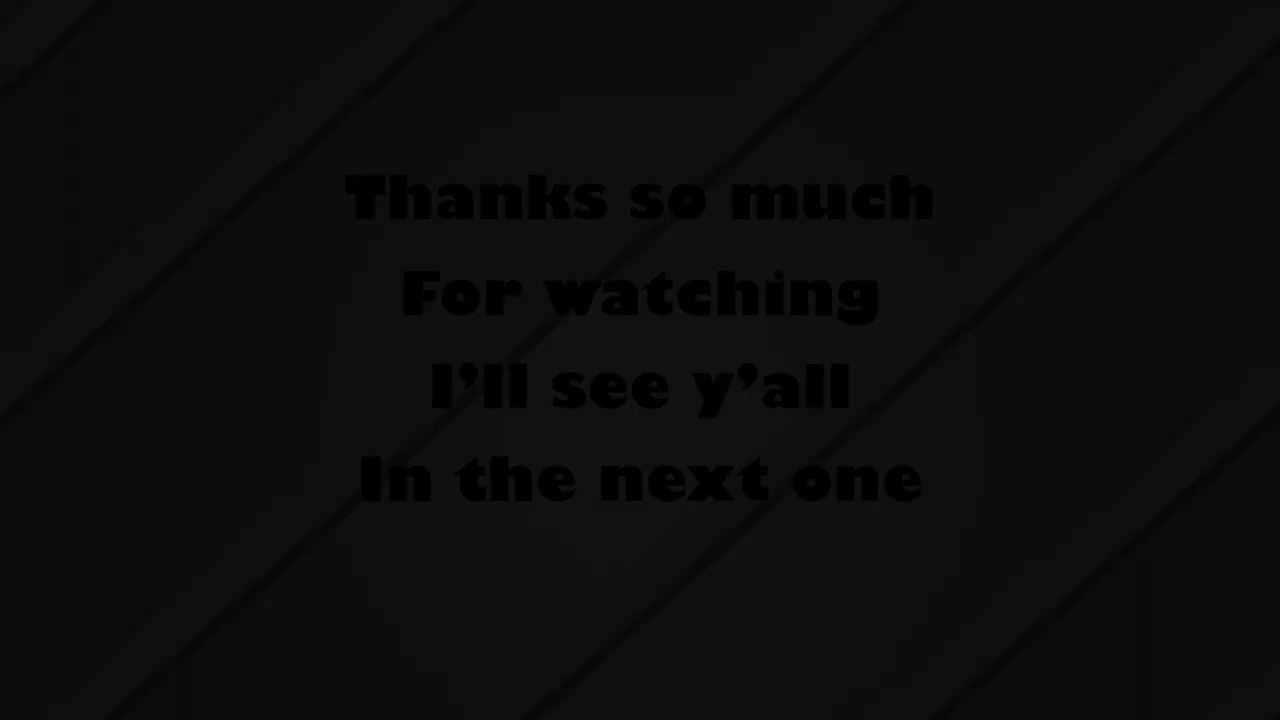 Thanks so much
For watching
I’ll see y’all
In the next one